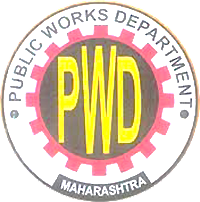 • PUBLIC WORKS DEPARTMENT •
PWD
MAHARASHTRA